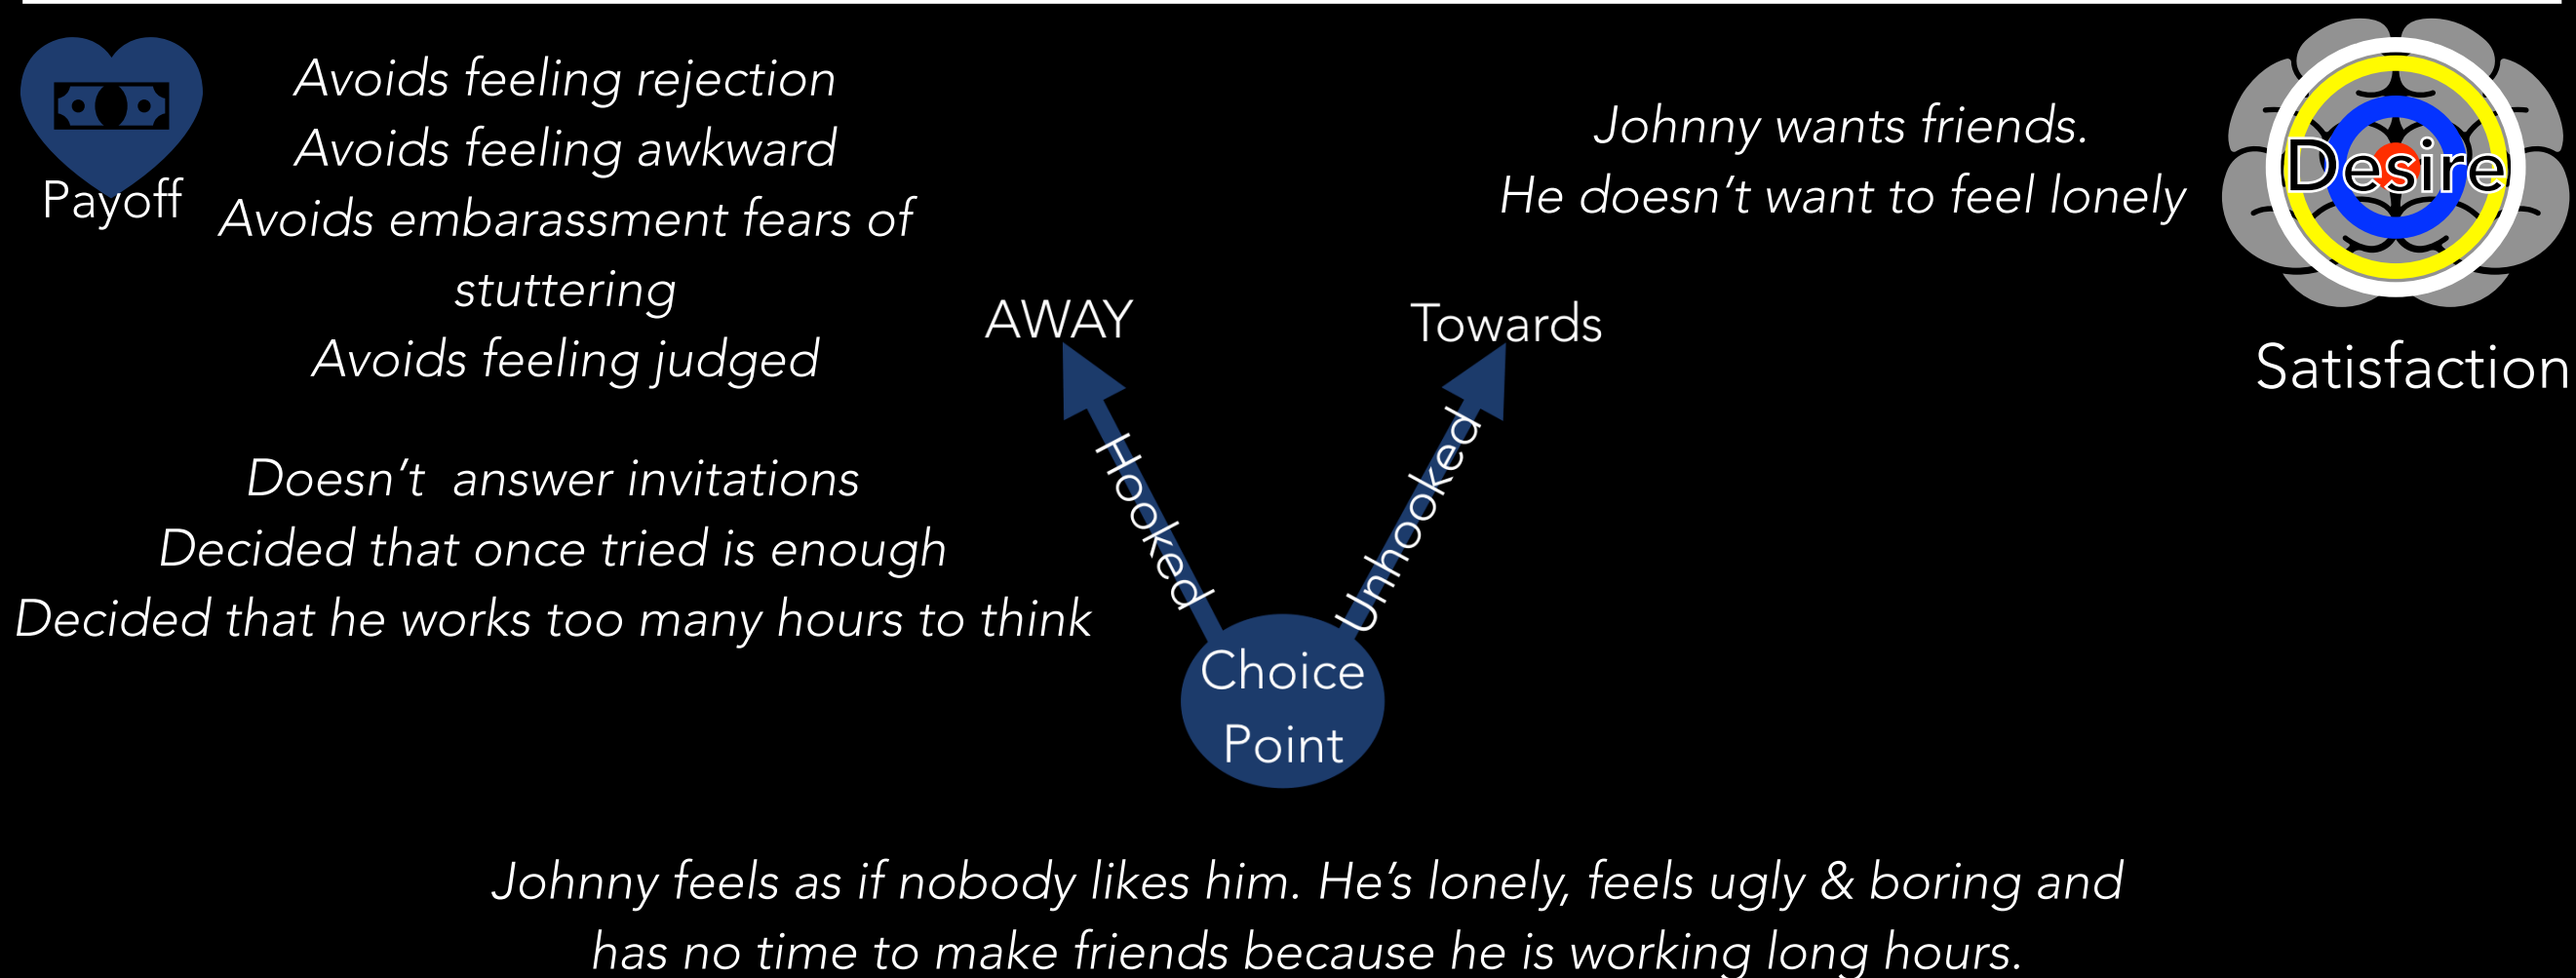 Avoids feeling rejection
Avoids feeling awkward
Avoids embarassment fears of
stuttering
Avoids feeling judged
Payoff
Johnny wants friends.
He doesn’t want to feel lonely
Desire
Satisfaction
AWAY
Towards
Hooked
Unhooked
Doesn’t  answer invitations
Decided that once tried is enough
Decided that he works too many hours to think
Choice
Point
Johnny feels as if nobody likes him. He’s lonely, feels ugly & boring and
has no time to make friends because he is working long hours.